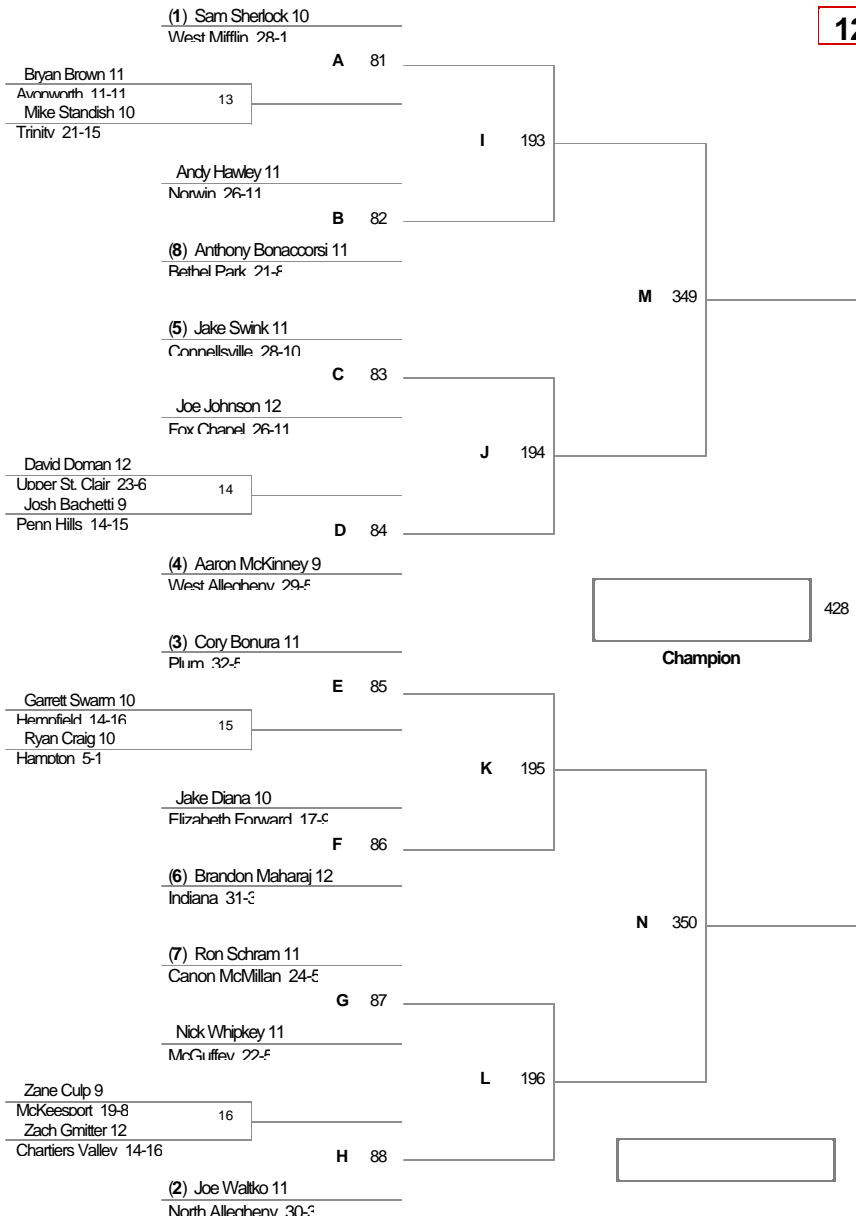 (1) Sam Sherlock 10
West Mifflin 28-1
12
A 81
Bryan Brown 11
Avonworth 11-11
13
Mike Standish 10
Trinity 21-15
I 193
Andy Hawley 11
Norwin 26-11
B 82
(8) Anthony Bonaccorsi 11
Bethel Park 21-8
M 349
(5) Jake Swink 11
Connellsville 28-10
C 83
Joe Johnson 12
Fox Chapel 26-11
J 194
David Doman 12
Upper St. Clair 23-6
14
Josh Bachetti 9
Penn Hills 14-15
D 84
(4) Aaron McKinney 9
West Allegheny 29-5
428
(3) Cory Bonura 11
Plum 32-5
Champion
E 85
Garrett Swarm 10
Hempfield 14-16
15
Ryan Craig 10
Hampton 5-1
K 195
Jake Diana 10
Elizabeth Forward 17-9
F 86
(6) Brandon Maharaj 12
Indiana 31-3
N 350
(7) Ron Schram 11
Canon McMillan 24-5
G 87
Nick Whipkey 11
McGuffey 22-5
L 196
Zane Culp 9
McKeesport 19-8
16
Zach Gmitter 12
Chartiers Valley 14-16
H 88
(2) Joe Waltko 11
North Allegheny 30-3